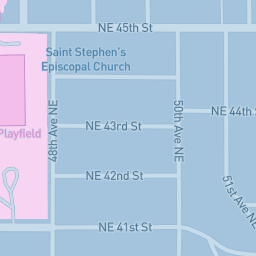 NE 45th St
Saint Stephen's
Episcopal Church
NE 44th St
Playfield
48th Ave NE
NE 43rd St
50th Ave NE
NE 42nd St
51st Ave NE
NE 41st St